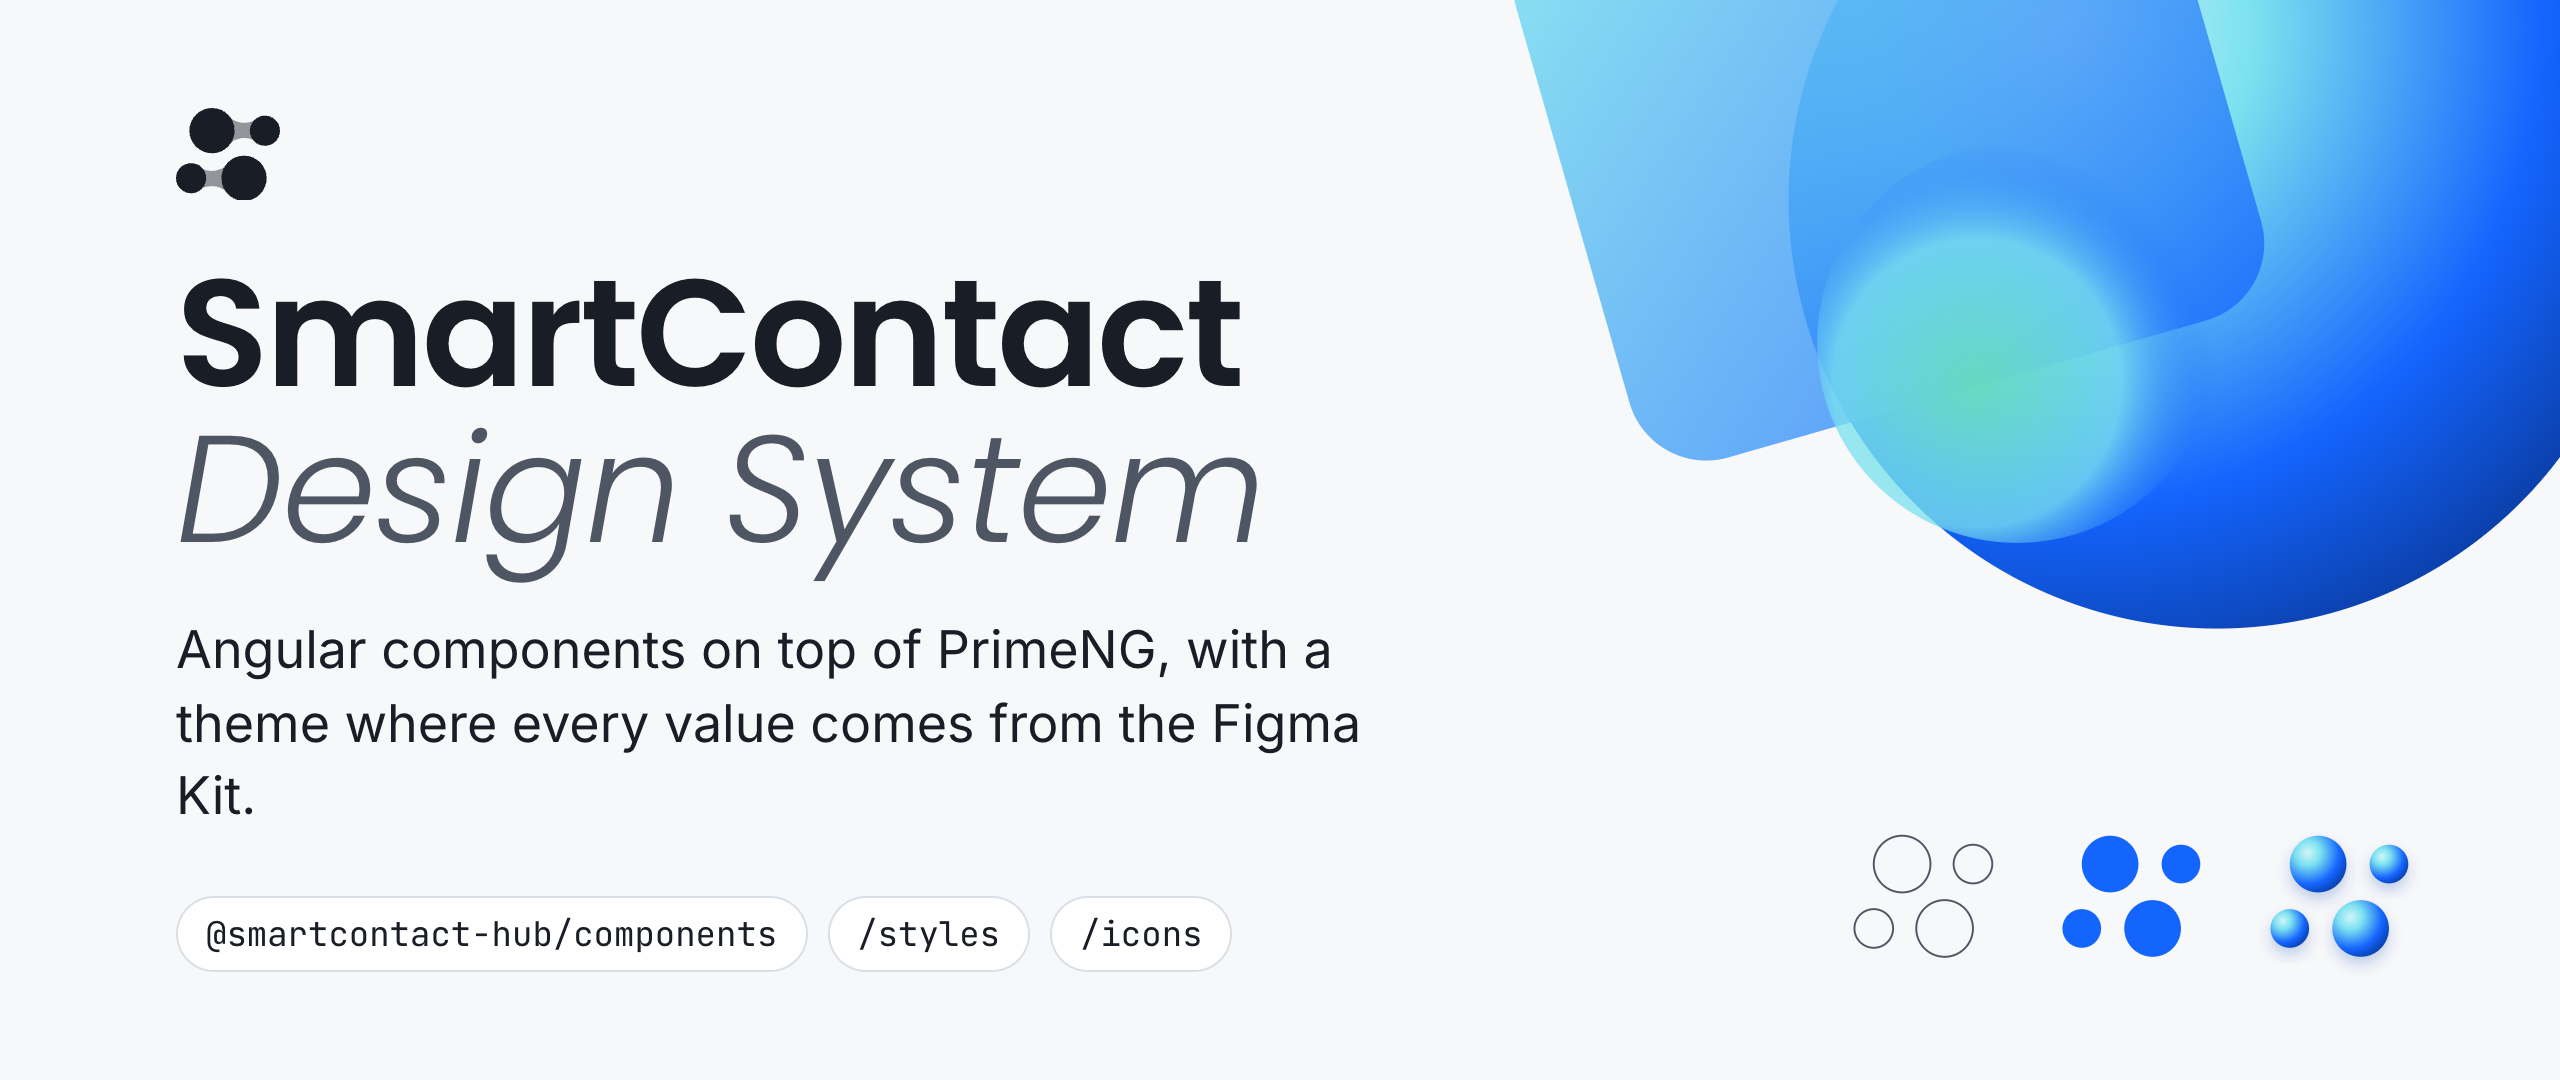 SmartContact
Design System
Angular components on top of PrimeNG, with a
theme where every value comes from the Figma
Kit.
@smartcontact-hub/components
/styles
/icons